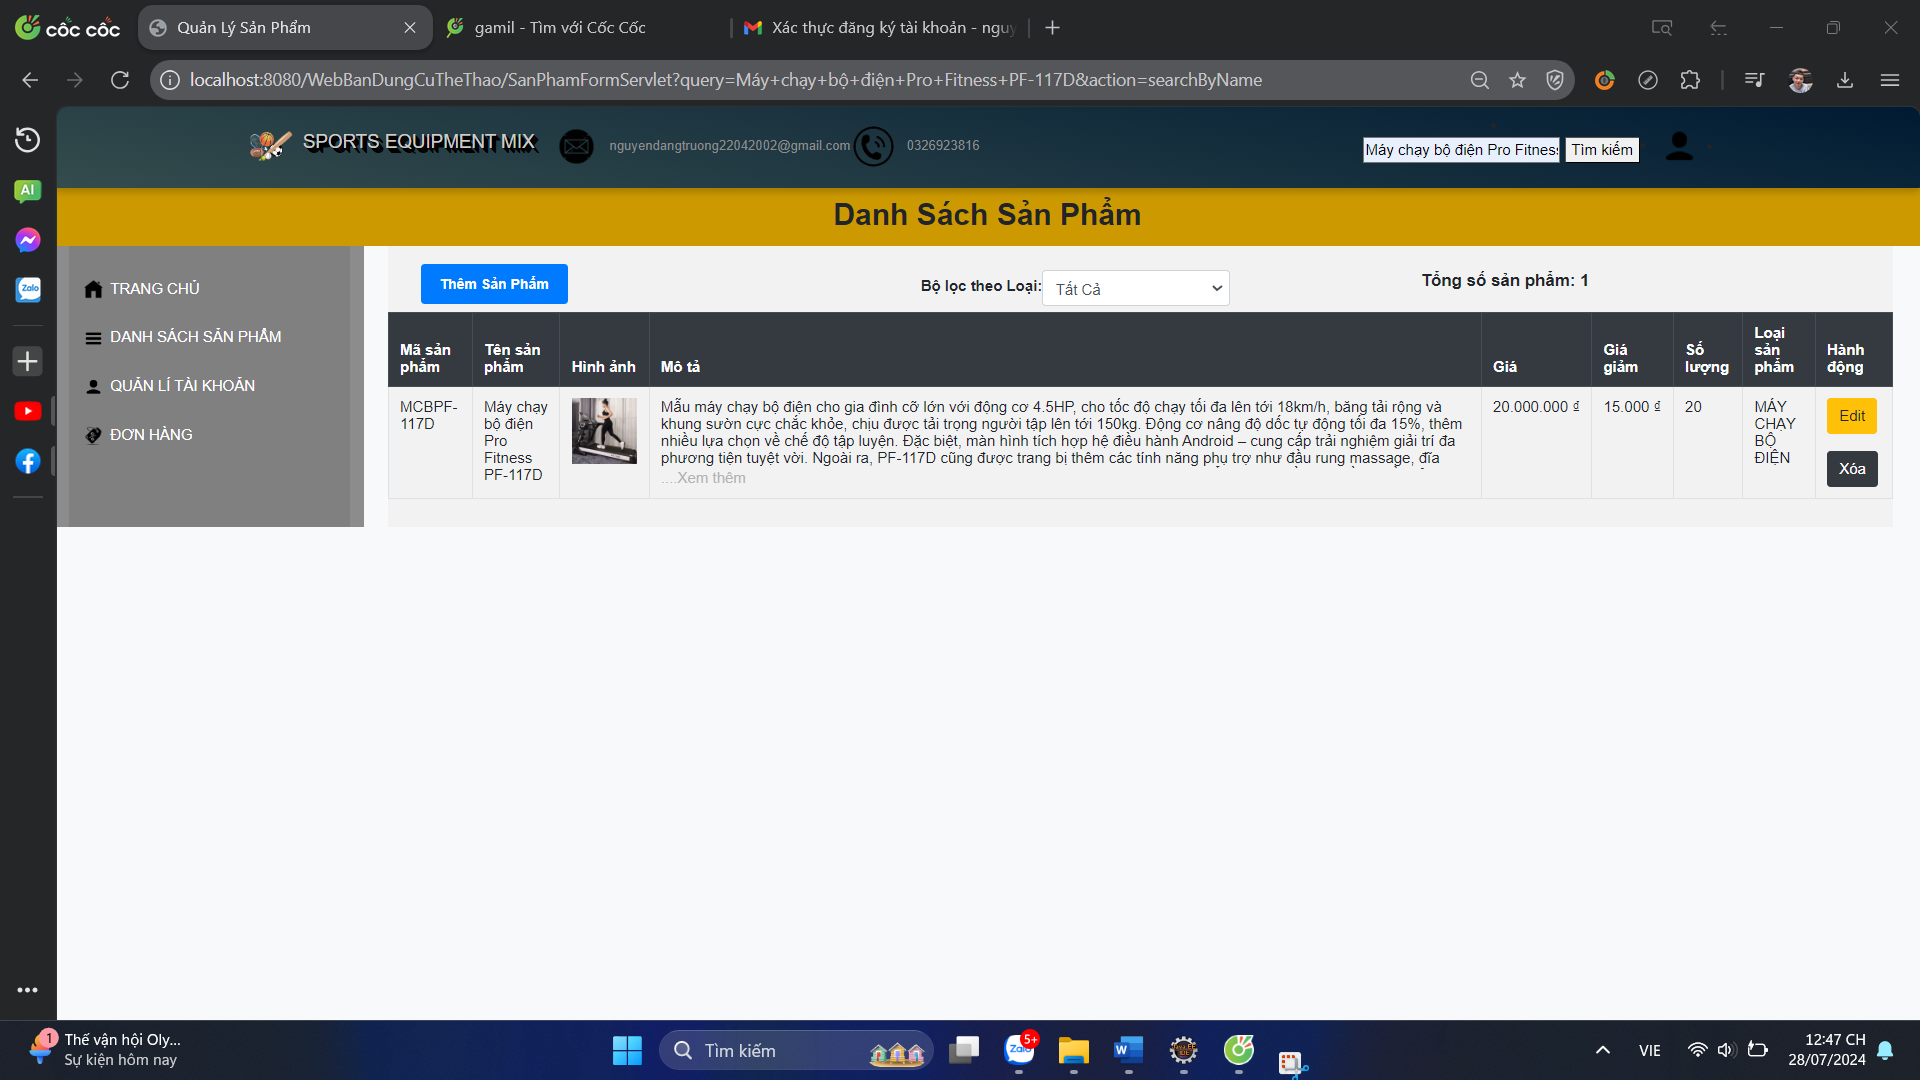 cốc cốc
Quản Lý Sản Phẩm
gamil - Tìm với Cốc Cốc
Xác thực đăng ký tài khoản - nguy
localhost:8080/WebBanDungCuTheThao/SanPhamFormServlet?query=Máy+chạy+bộ+điện+Pro+Fitness+PF-117D&action=searchByName
SPORTS EQUIPMENT MIX
nguyendangtruong22042002@gmail.com
0326923816
Máy chạy bộ điện Pro Fitness
Tìm kiếm
AI
Zalo
Danh Sách Sản Phẩm
TRANG CHỦ
DANH SÁCH SẢN PHẨM
QUẢN LÍ TÀI KHOẢN
ĐƠN HÀNG
Thêm Sản Phẩm
Bộ lọc theo Loại:
Tất Cả
Tổng số sản phẩm: 1
Mã sản phẩm
Tên sản phẩm
Hình ảnh
Mô tả
Giá
Giá giảm
Số lượng
Loại sản phẩm
Hành động
MCBPF-
117D
Máy chạy
bộ điện
Pro
Fitness
PF-117D
Mẫu máy chạy bộ điện cho gia đình cỡ lớn với động cơ 4.5HP, cho tốc độ chạy tối đa lên tới 18km/h, băng tải rộng và
khung sườn cực chắc khỏe, chịu được tải trọng người tập lên tới 150kg. Động cơ nâng độ dốc tự động tối đa 15%, thêm
nhiều lựa chọn về chế độ tập luyện. Đặc biệt, màn hình tích hợp hệ điều hành Android – cung cấp trải nghiệm giải trí đa
phương tiện tuyệt vời. Ngoài ra, PF-117D cũng được trang bị thêm các tính năng phụ trợ như đầu rung massage, đĩa
....Xem thêm
20.000.000 ₫
15.000 ₫
20
MÁY
CHẠY
BỘ
ĐIỆN
Edit
Xóa
1
Thế vận hội Oly...
Sự kiện hôm nay
Tìm kiếm
Zalo
5+
VIE
12:47 CH
28/07/2024